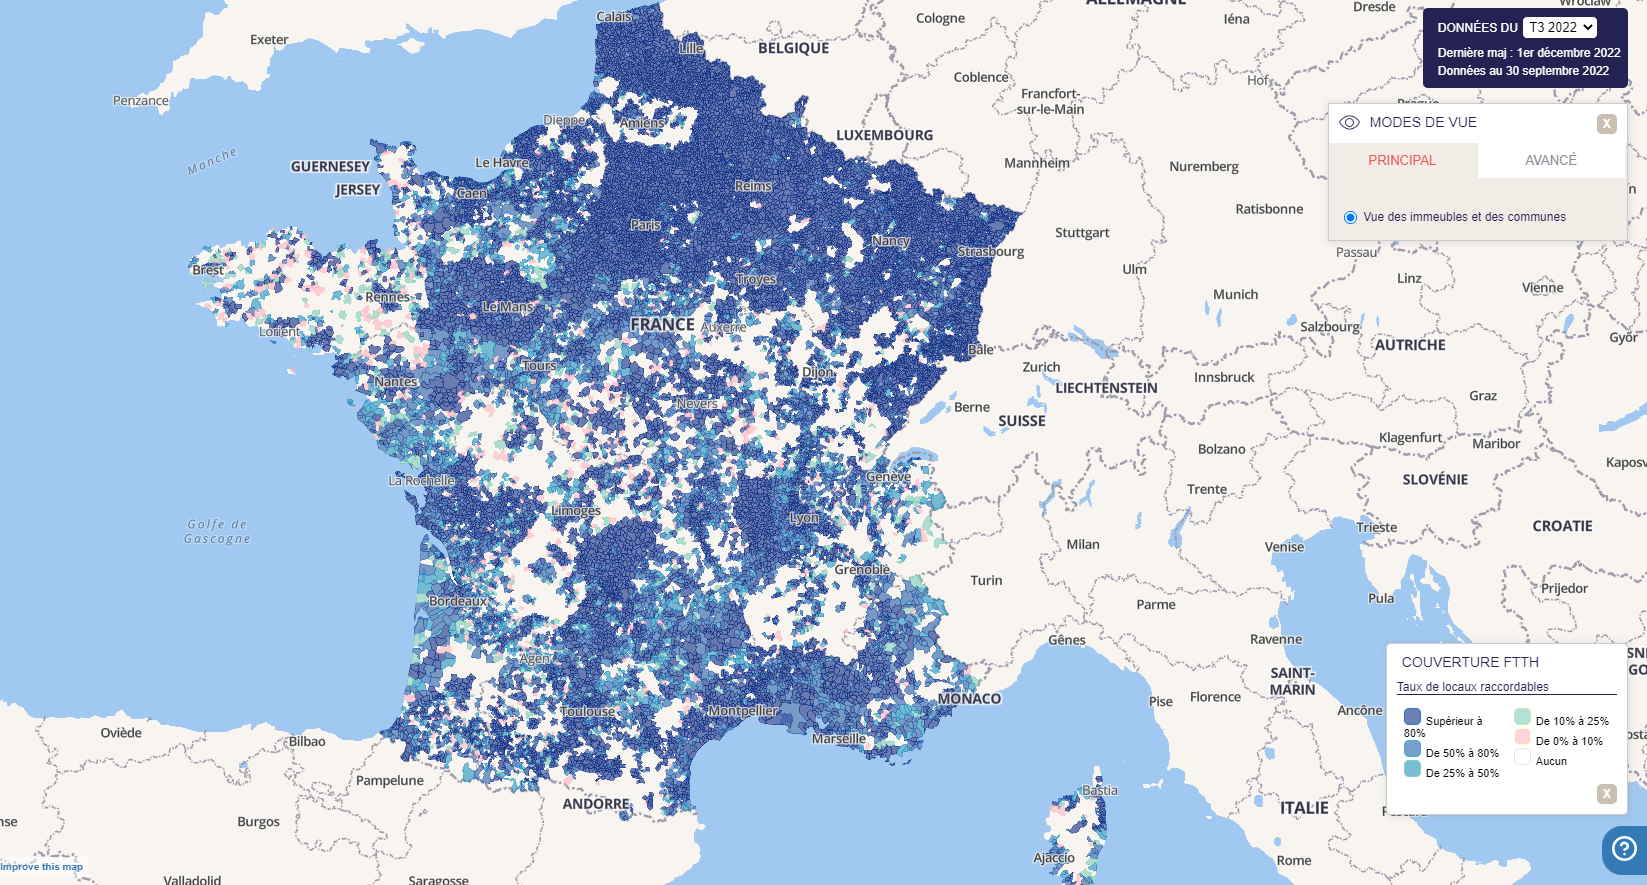 DONNÉES DU T3 2022
Dernière maj : 1er décembre 2022
Données au 30 septembre 2022
MODES DE VUE
X
PRINCIPAL
AVANCÉ
Vue des immeubles et des communes
COUVERTURE FTTH
Taux de locaux raccordables
Supérieur à
80%
De 50% à 80%
De 25% à 50%
De 10% à 25%
De 0% à 10%
Aucun
X
?
ALLEMAGNE
Wrocław
Dresde
Calais
Cologne
Iéna
Exeter
Lille
BELGIQUE
Coblence
Hof
Penzance
Francfort-
sur-le-Main
Prague
Dieppe
Amiens
LUXEMBOURG
Manche
GUERNESEY
Le Havre
Mannheim
Nuremberg
JERSEY
Caen
Reims
Ratisbonne
Paris
Nancy
Stuttgart
Strasbourg
Passau
Brest
Ulm
Linz
Troyes
Vienne
Rennes
Le Mans
Munich
Lorient
FRANCE
Auxerre
Salzbourg
Győr
Bâle
AUTRICHE
Tours
Dijon
Zurich
Innsbruck
Nantes
LIECHTENSTEIN
Graz
Nevers
Berne
SUISSE
Klagenfurt
Maribor
Bolzano
Kaposv
La Rochelle
Genève
SLOVÉNIE
Trente
Limoges
Lyon
Golfe de
Gascogne
Trieste
CROATIE
Milan
Venise
Grenoble
Turin
Prijedor
Bordeaux
Parme
Pula
Gênes
Ravenne
Agen
SAINT-
MARIN
MONACO
Pise
Florence
Toulouse
Montpellier
Ancône
Oviède
Bilbao
Marseille
Pampelune
Bastia
ANDORRE
ITALIE
Burgos
Ajaccio
Rome
Improve this map
Valladolid
Saragosse